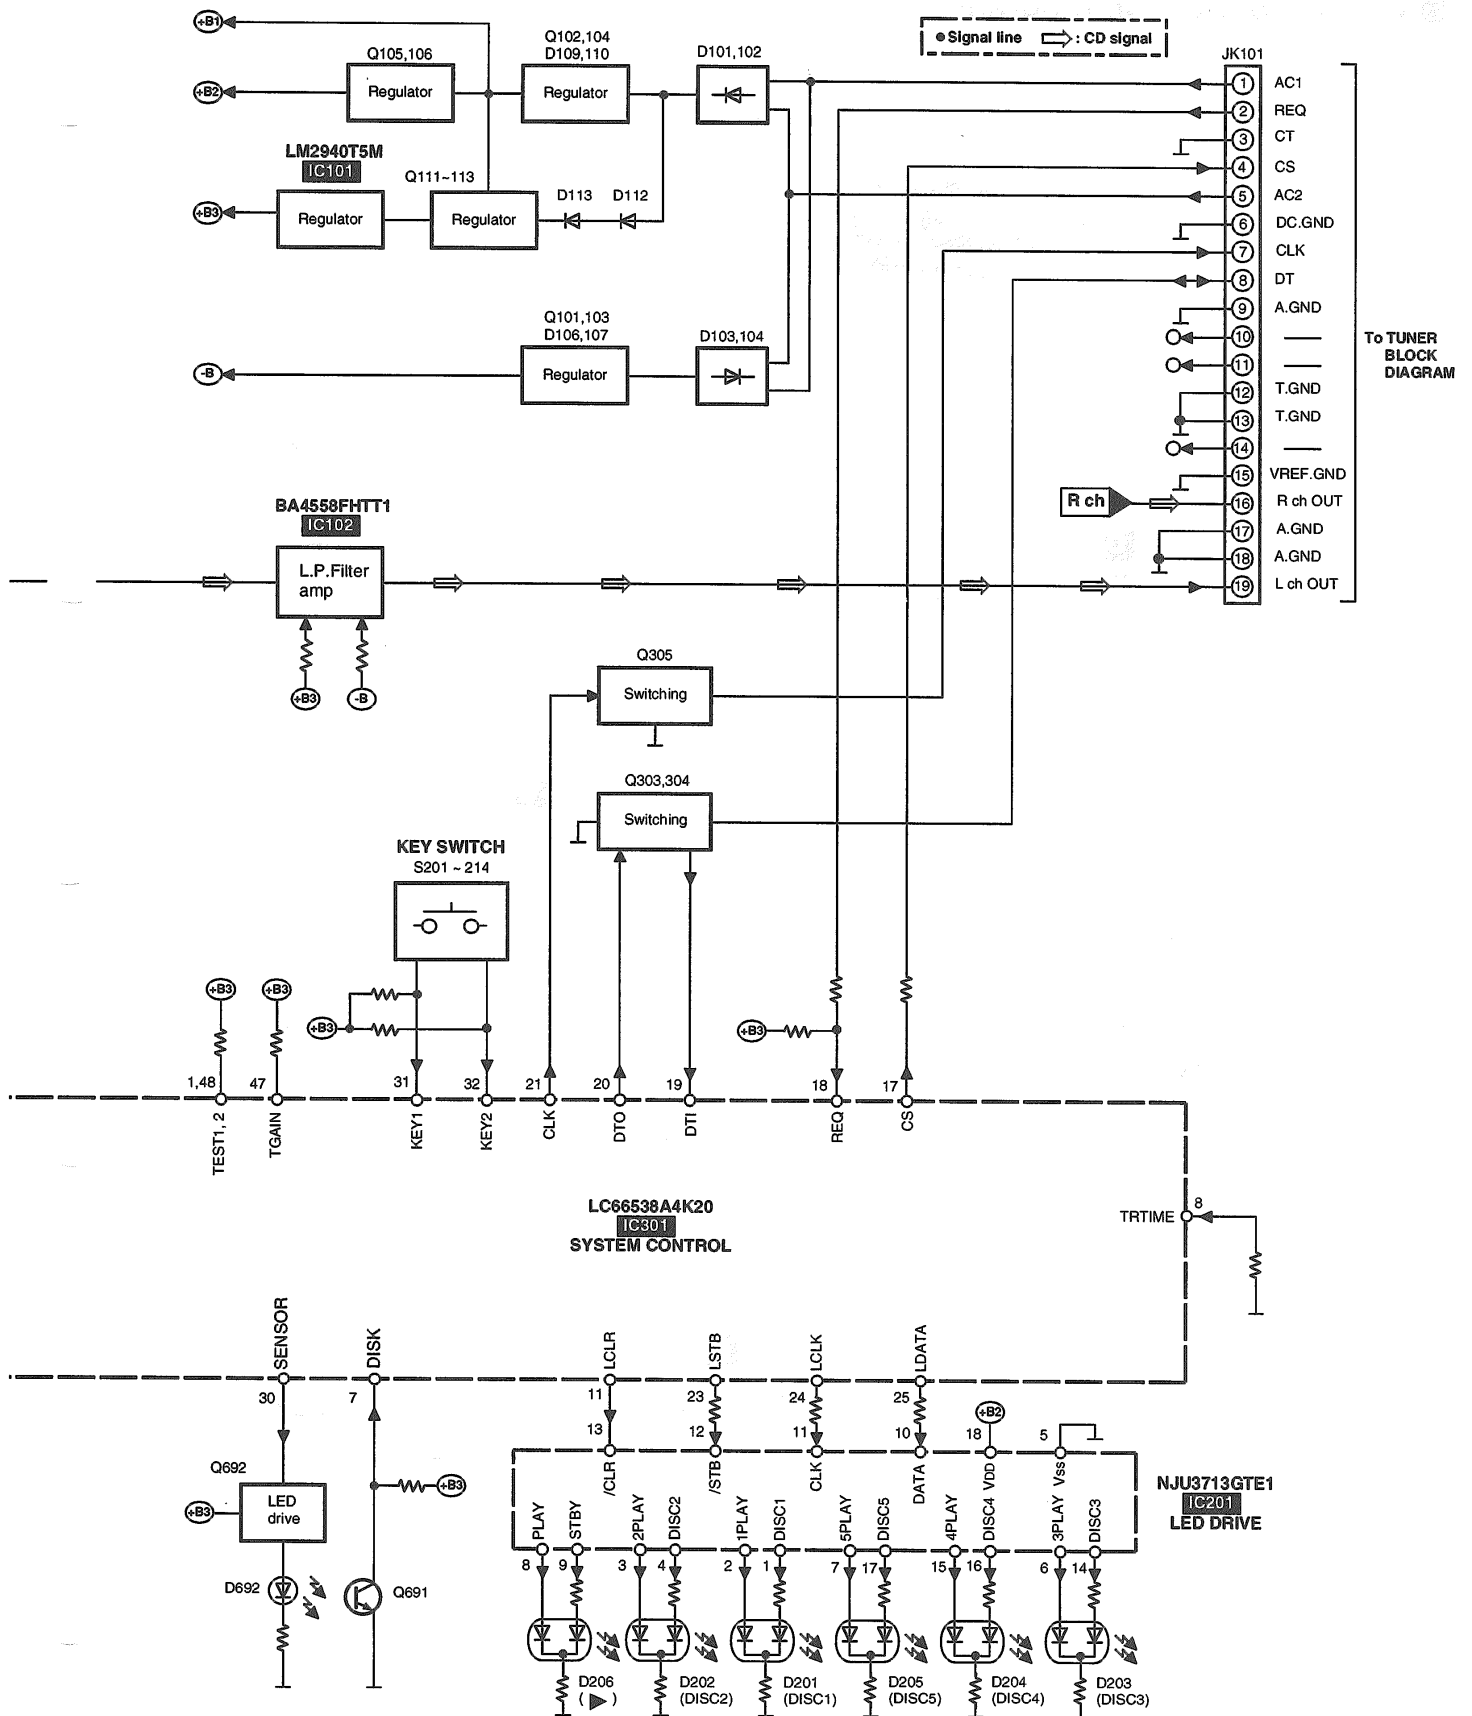 +B1
Q105,106
Q102,104
D109,110
D101,102
● Signal line ⇨ : CD signal
JK101
+B2
Regulator
Regulator
1 AC1
2 REQ
3 CT
4 CS
5 AC2
6 DC.GND
7 CLK
8 DT
9 A.GND
10 —
11 —
12 T.GND
13 T.GND
14 —
15 VREF.GND
16 R ch OUT
17 A.GND
18 A.GND
19 L ch OUT
To TUNER
BLOCK
DIAGRAM
LM2940T5M
IC101
Q111~113
D113
D112
+B3
Regulator
Regulator
Q101,103
D106,107
D103,104
-B
Regulator
R ch
BA4558FHTT1
IC102
L.P.Filter
amp
+B3
-B
Q305
Switching
Q303,304
Switching
KEY SWITCH
S201 ~ 214
+B3
+B3
+B3
+B3
1,48
47
31
32
21
20
19
18
17
TEST1, 2
TGAIN
KEY1
KEY2
CLK
DTO
DTI
REQ
CS
LC66538A4K20
IC301
SYSTEM CONTROL
TRTIME
8
SENSOR
DISK
LCLR
LSTB
LCLK
LDATA
30
7
11
23
24
25
+B2
13
12
11
10
18
5
/CLR
/STB
CLK
DATA
VDD
Vss
Q692
LED
drive
+B3
+B3
NJU3713GTE1
IC201
LED DRIVE
PLAY
STBY
2PLAY
DISC2
1PLAY
DISC1
5PLAY
DISC5
4PLAY
DISC4
3PLAY
DISC3
8
9
3
4
2
1
7
17
15
16
6
14
D692
Q691
D206
( ▶ )
D202
(DISC2)
D201
(DISC1)
D205
(DISC5)
D204
(DISC4)
D203
(DISC3)